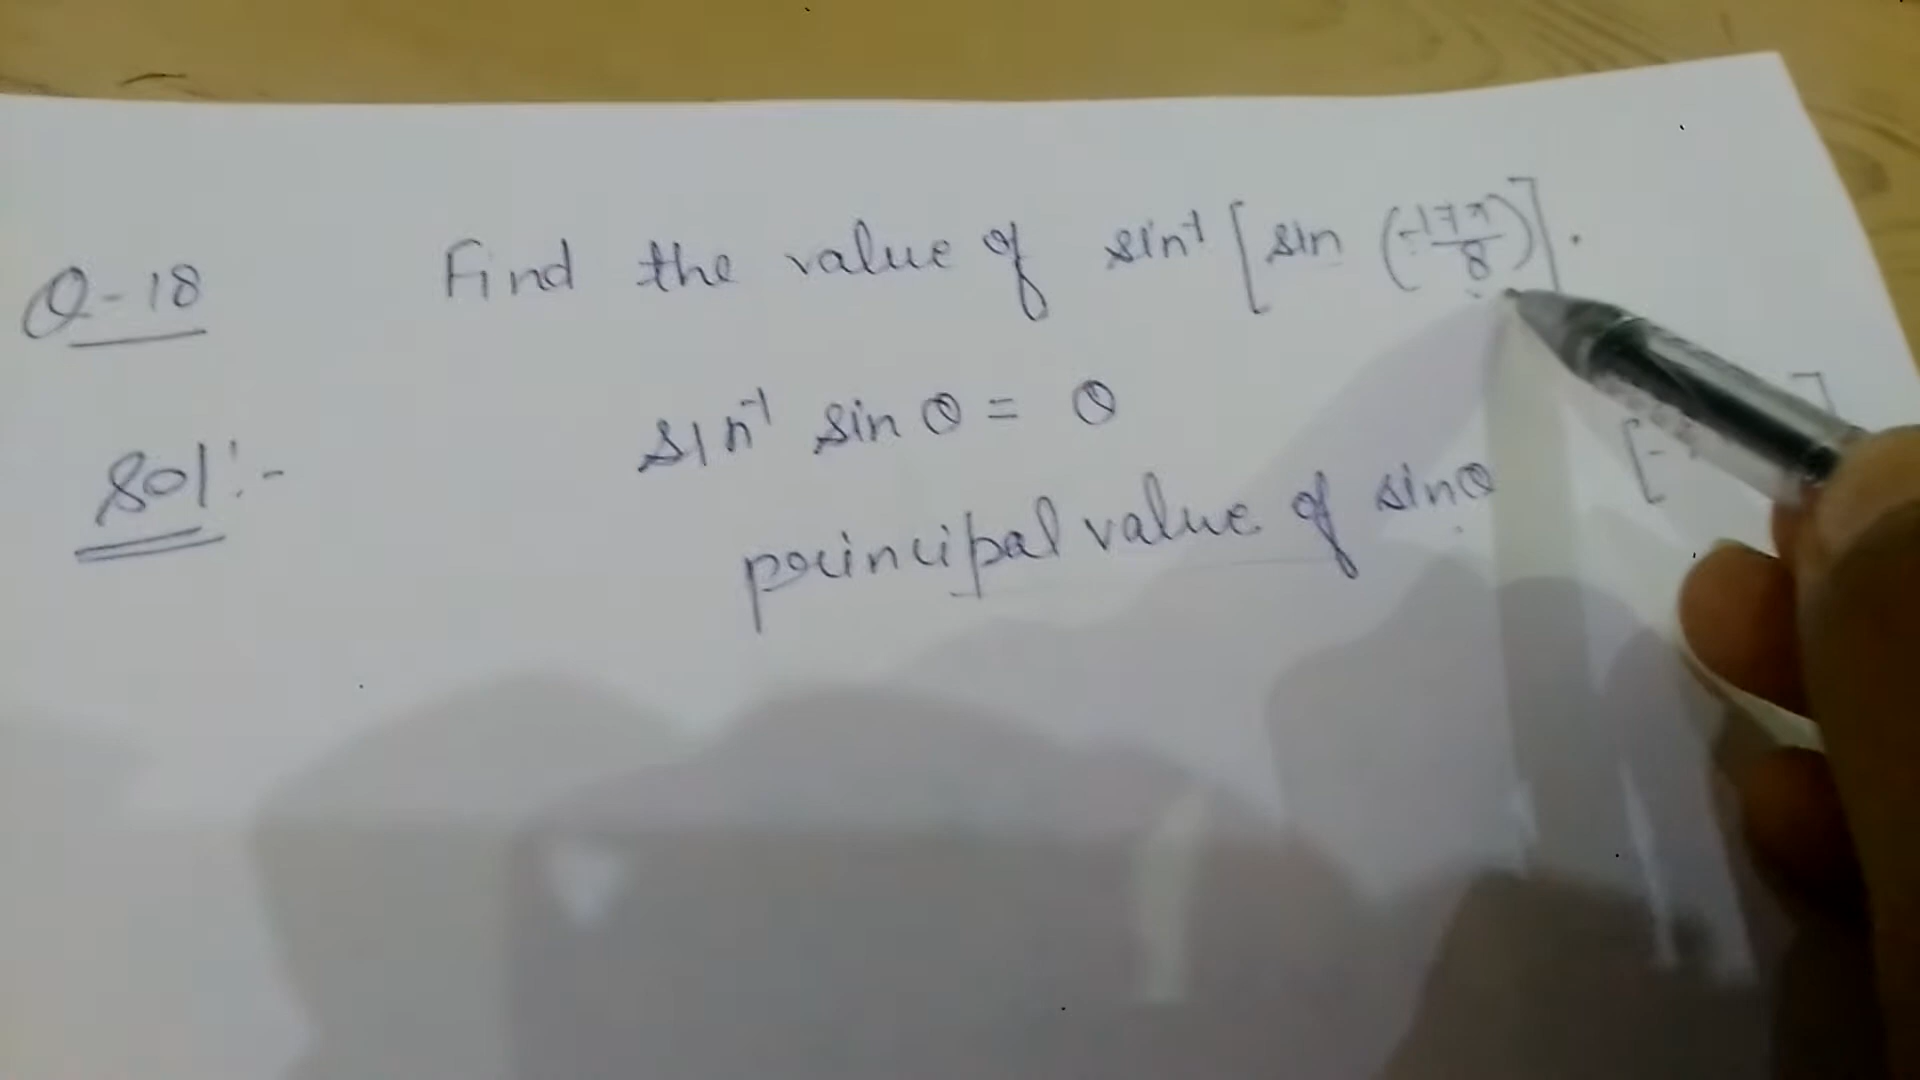 Q-18 Find the value of sin⁻¹ [sin (-17π/8)].
Sol:- sin⁻¹ sin θ = θ
principal value of sinθ [-